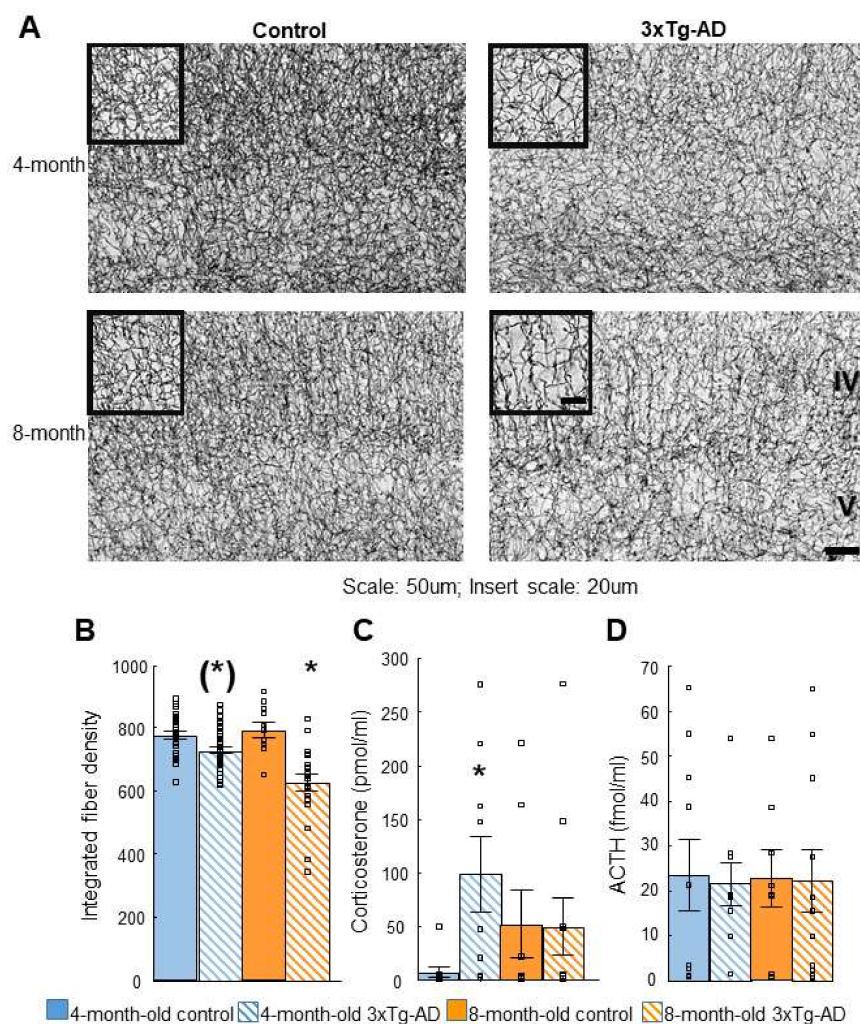 A
Control
3xTg-AD
4-month
8-month
IV
V
Scale: 50um; Insert scale: 20um
B
(*)
*
1000
800
600
400
200
0
Integrated fiber density
C
*
300
250
200
150
100
50
0
Corticosterone (pmol/ml)
D
70
60
50
40
30
20
10
0
ACTH (fmol/ml)
4-month-old control
4-month-old 3xTg-AD
8-month-old control
8-month-old 3xTg-AD